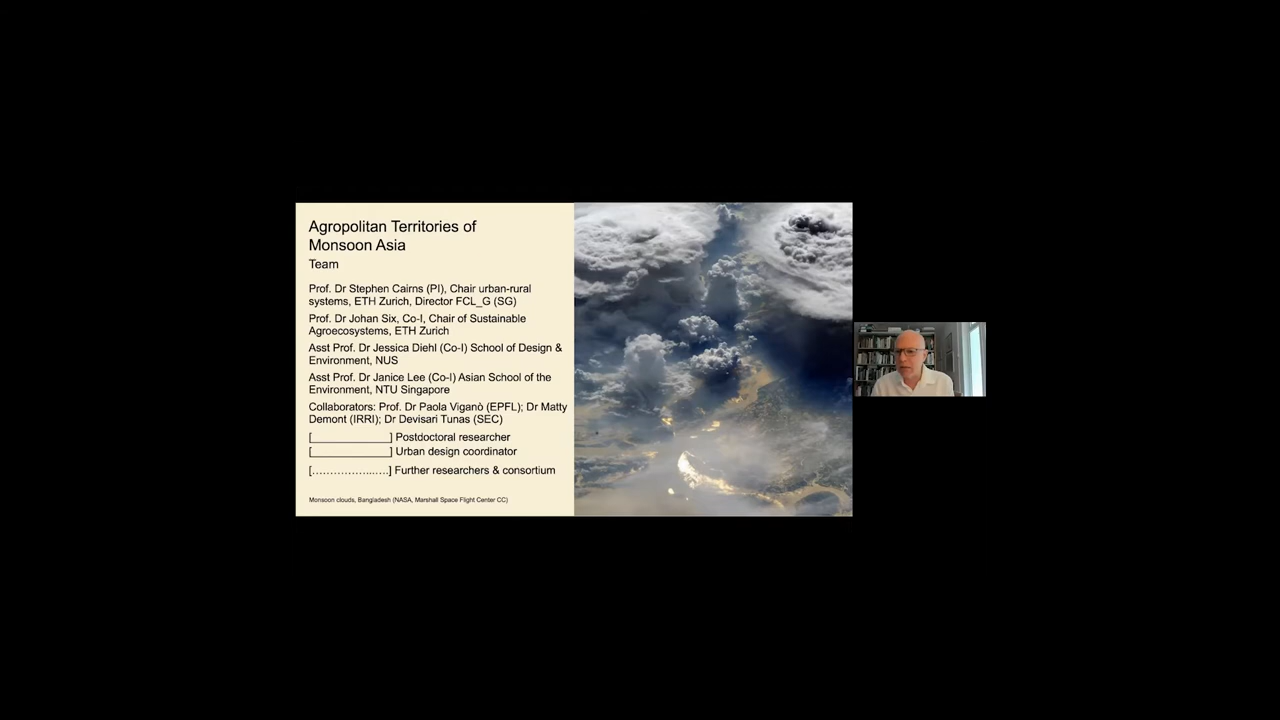 Agropolitan Territories of
Monsoon Asia
Team
Prof. Dr Stephen Cairns (PI), Chair urban-rural
systems, ETH Zurich, Director FCL_G (SG)
Prof. Dr Johan Six, Co-I, Chair of Sustainable
Agroecosystems, ETH Zurich
Asst Prof. Dr Jessica Diehl (Co-I) School of Design &
Environment, NUS
Asst Prof. Dr Janice Lee (Co-I) Asian School of the
Environment, NTU Singapore
Collaborators: Prof. Dr Paola Viganò (EPFL); Dr Matty
Demont (IRRI); Dr Devisari Tunas (SEC)
[______________] Postdoctoral researcher
[______________] Urban design coordinator
[……………...….] Further researchers & consortium
Monsoon clouds, Bangladesh (NASA, Marshall Space Flight Center CC)